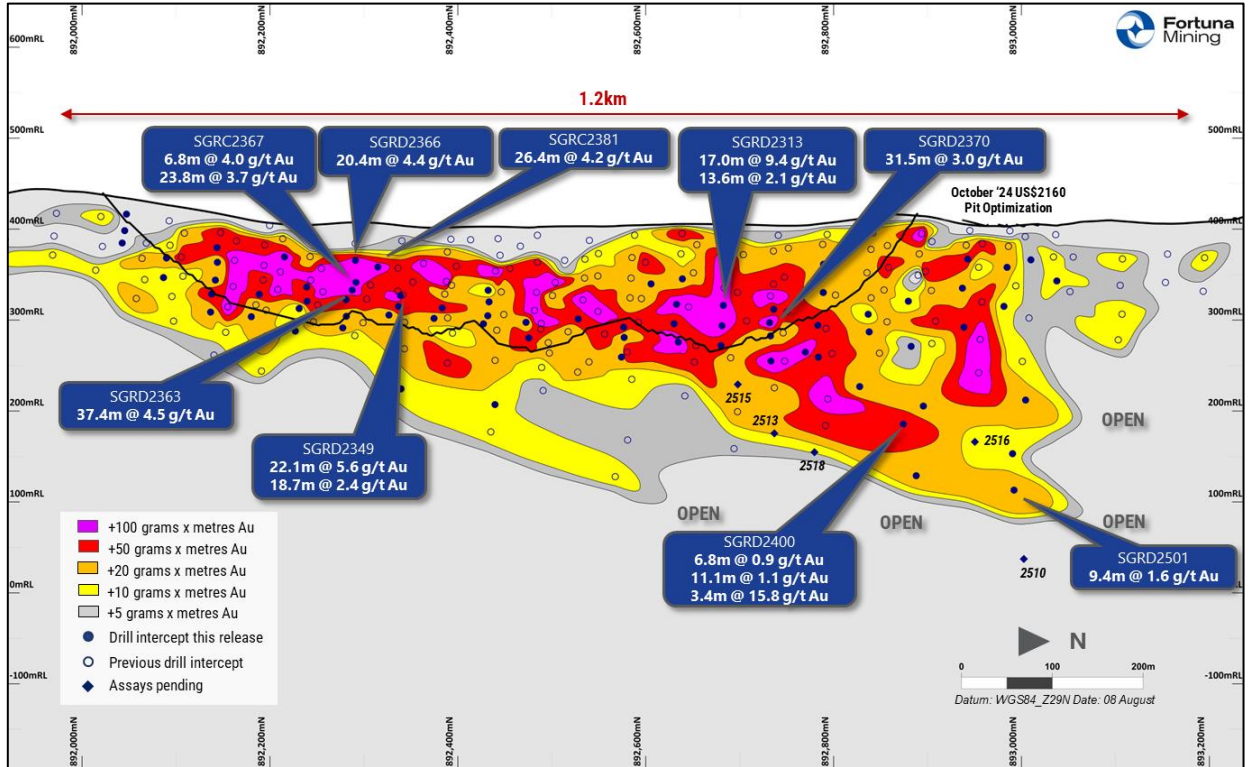 892,000mN
892,200mN
892,400mN
892,600mN
892,800mN
893,000mN
893,200mN
Fortuna
Mining
600mRL
1.2km
500mRL
500mRL
SGRC2367
6.8m @ 4.0 g/t Au
23.8m @ 3.7 g/t Au
SGRD2366
20.4m @ 4.4 g/t Au
SGRC2381
26.4m @ 4.2 g/t Au
SGRD2313
17.0m @ 9.4 g/t Au
13.6m @ 2.1 g/t Au
SGRD2370
31.5m @ 3.0 g/t Au
October '24 US$2160
Pit Optimization
400mRL
400mRL
300mRL
300mRL
SGRD2363
37.4m @ 4.5 g/t Au
200mRL
200mRL
2515
2513
2518
2516
OPEN
SGRD2349
22.1m @ 5.6 g/t Au
18.7m @ 2.4 g/t Au
100mRL
100mRL
OPEN
OPEN
OPEN
SGRD2400
6.8m @ 0.9 g/t Au
11.1m @ 1.1 g/t Au
3.4m @ 15.8 g/t Au
SGRD2501
9.4m @ 1.6 g/t Au
2510
0mRL
0mRL
+100 grams x metres Au
+50 grams x metres Au
+20 grams x metres Au
+10 grams x metres Au
+5 grams x metres Au
Drill intercept this release
Previous drill intercept
Assays pending
N
0 100 200m
Datum: WGS84_Z29N Date: 08 August
-100mRL
-100mRL
892,000mN
892,200mN
892,400mN
892,600mN
892,800mN
893,000mN
893,200mN